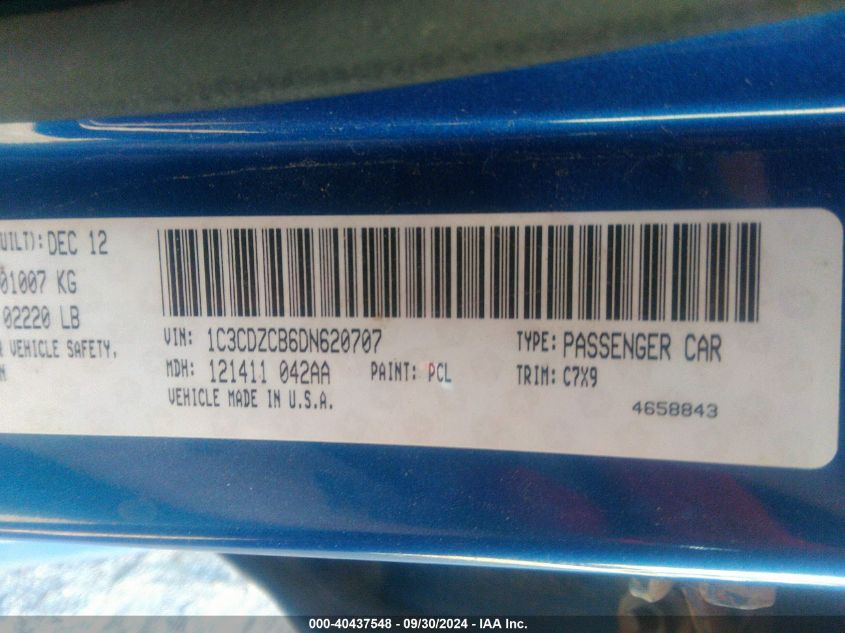 UILT): DEC 12
01007 KG
02220 LB
R VEHICLE SAFETY,
N
VIN: 1C3CDZCB6DN620707
TYPE: PASSENGER CAR
MDH: 121411 042AA PAINT: PCL
TRIM: C7X9
VEHICLE MADE IN U.S.A.
4658843
000-40437548 - 09/30/2024 - IAA Inc.